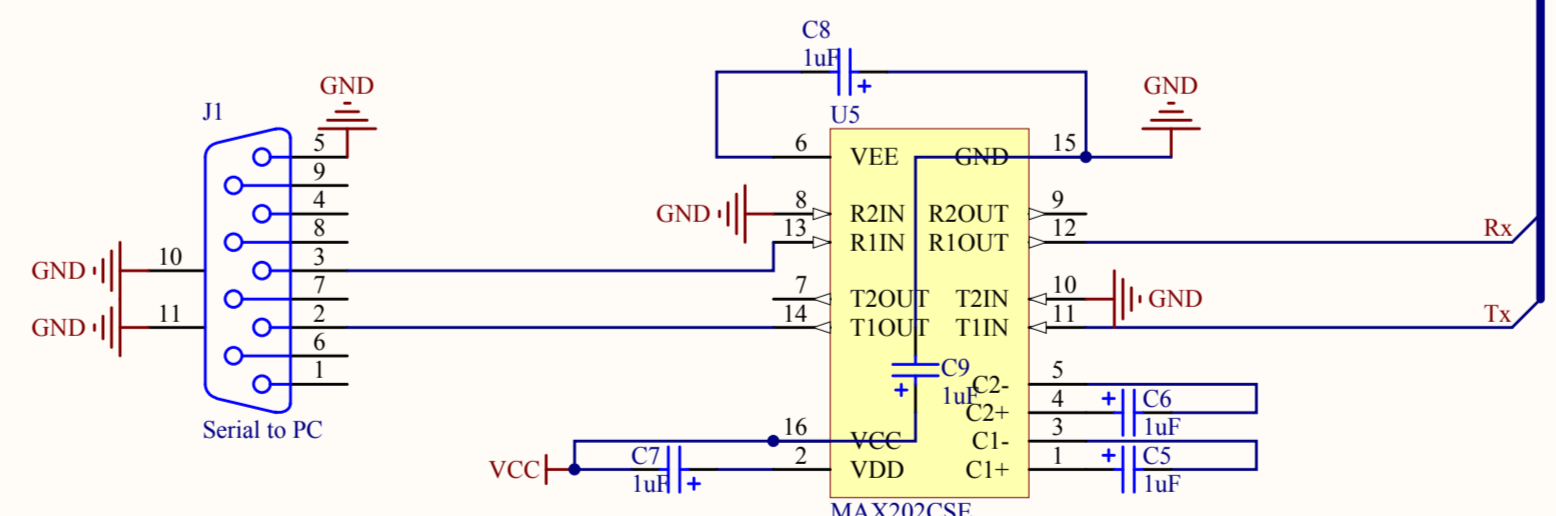 C8
1uF
GND
J1
5
9
4
8
3
7
2
6
1
GND
10
GND
11
Serial to PC
U5
GND
6
VEE
GND
15
GND
8
R2IN
R2OUT
9
13
R1IN
R1OUT
12
Rx
7
T2OUT
T2IN
10
GND
14
T1OUT
T1IN
11
Tx
C9
1uF
C2-
5
C2+
4
C6
1uF
16
VCC
C1-
3
VCC
C7
1uF
2
VDD
C1+
1
C5
1uF
MAX202CSE